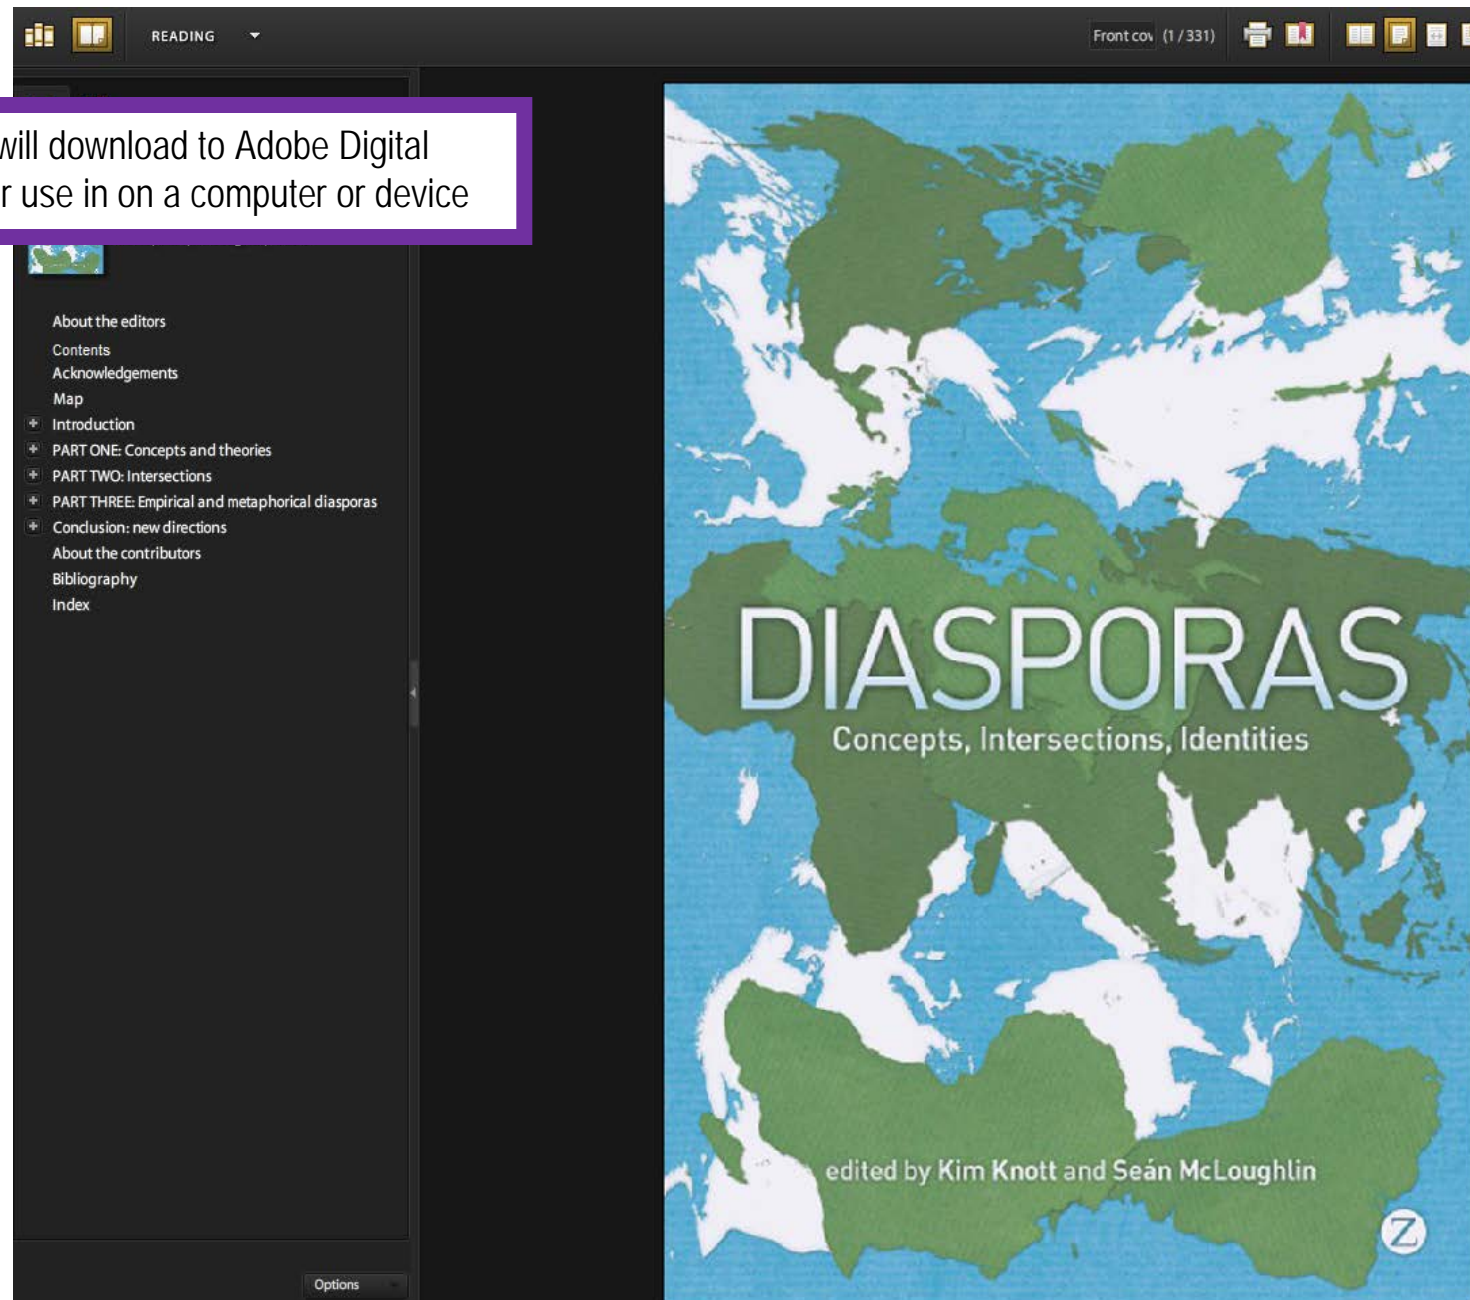 READING
Front cov (1 / 331)
will download to Adobe Digital
r use in on a computer or device
About the editors
Contents
Acknowledgements
Map
Introduction
PART ONE: Concepts and theories
PART TWO: Intersections
PART THREE: Empirical and metaphorical diasporas
Conclusion: new directions
About the contributors
Bibliography
Index
DIASPORAS
Concepts, Intersections, Identities
edited by Kim Knott and Seán McLoughlin
Z
Options